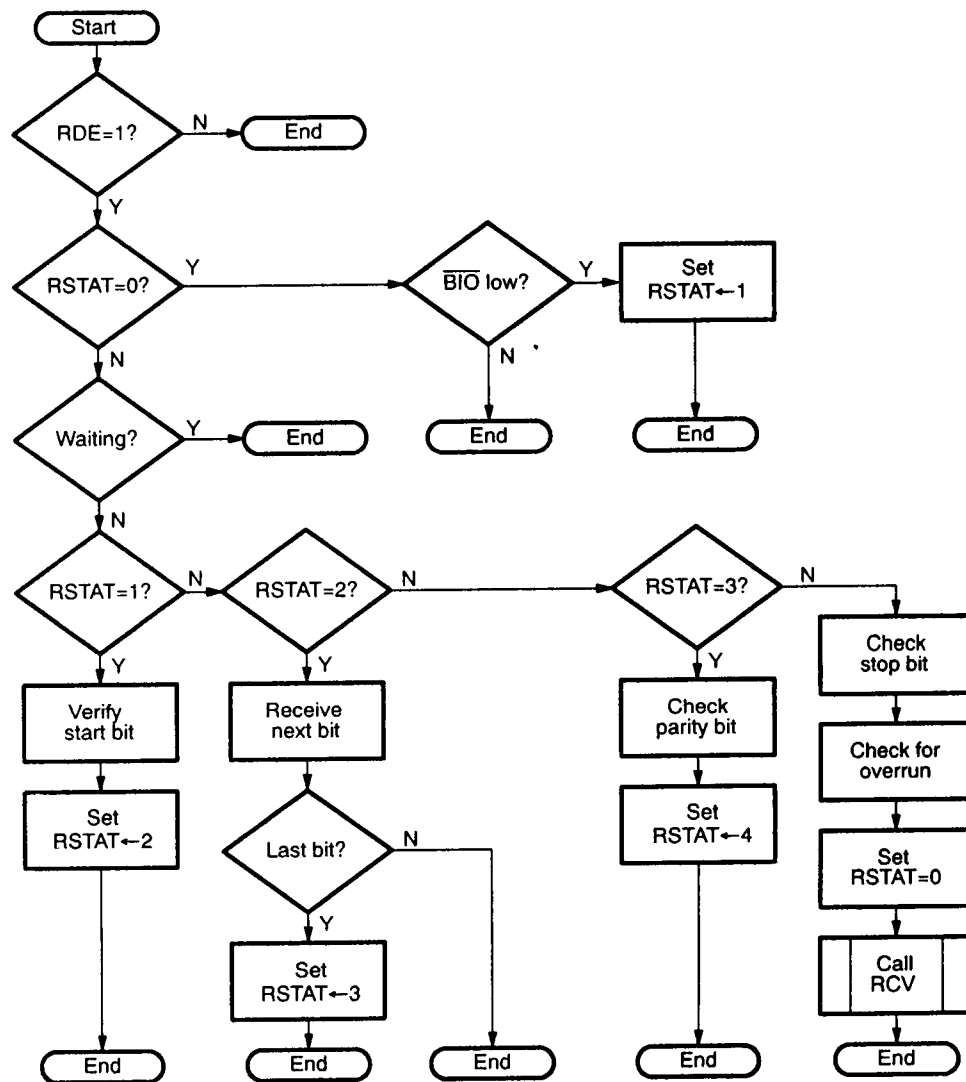 Start
RDE=1?
N
End
Y
RSTAT=0?
Y
BIO low?
Y
Set
RSTAT←1
N
N
End
End
Waiting?
Y
End
N
RSTAT=1?
N
RSTAT=2?
N
RSTAT=3?
N
Y
Verify
start bit
Set
RSTAT←2
End
Y
Receive
next bit
Last bit?
N
Y
Set
RSTAT←3
End
End
Y
Check
parity bit
Set
RSTAT←4
End
Check
stop bit
Check for
overrun
Set
RSTAT=0
Call
RCV
End